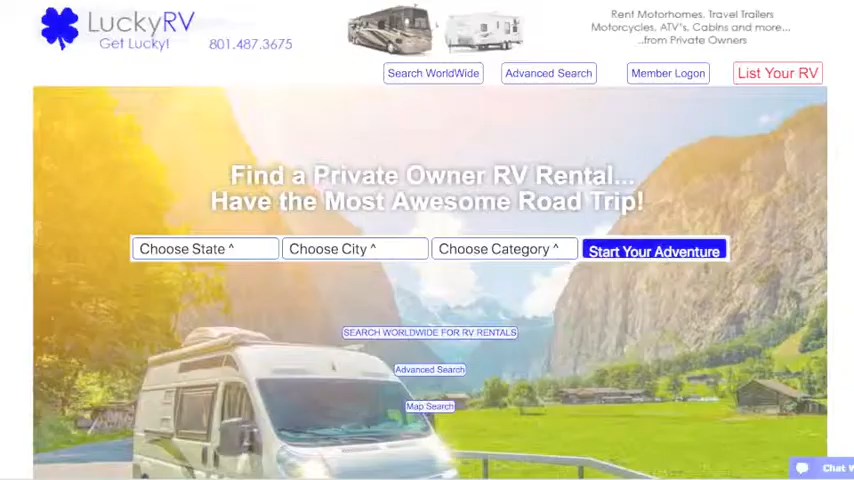 LuckyRV
Get Lucky!
801.487.3675
Rent Motorhomes, Travel Trailers
Motorcycles, ATV's, Cabins and more...
..from Private Owners
Search WorldWide
Advanced Search
Member Logon
List Your RV
Find a Private Owner RV Rental...
Have the Most Awesome Road Trip!
Choose State ^
Choose City ^
Choose Category ^
Start Your Adventure
SEARCH WORLDWIDE FOR RV RENTALS
Advanced Search
Map Search
Chat